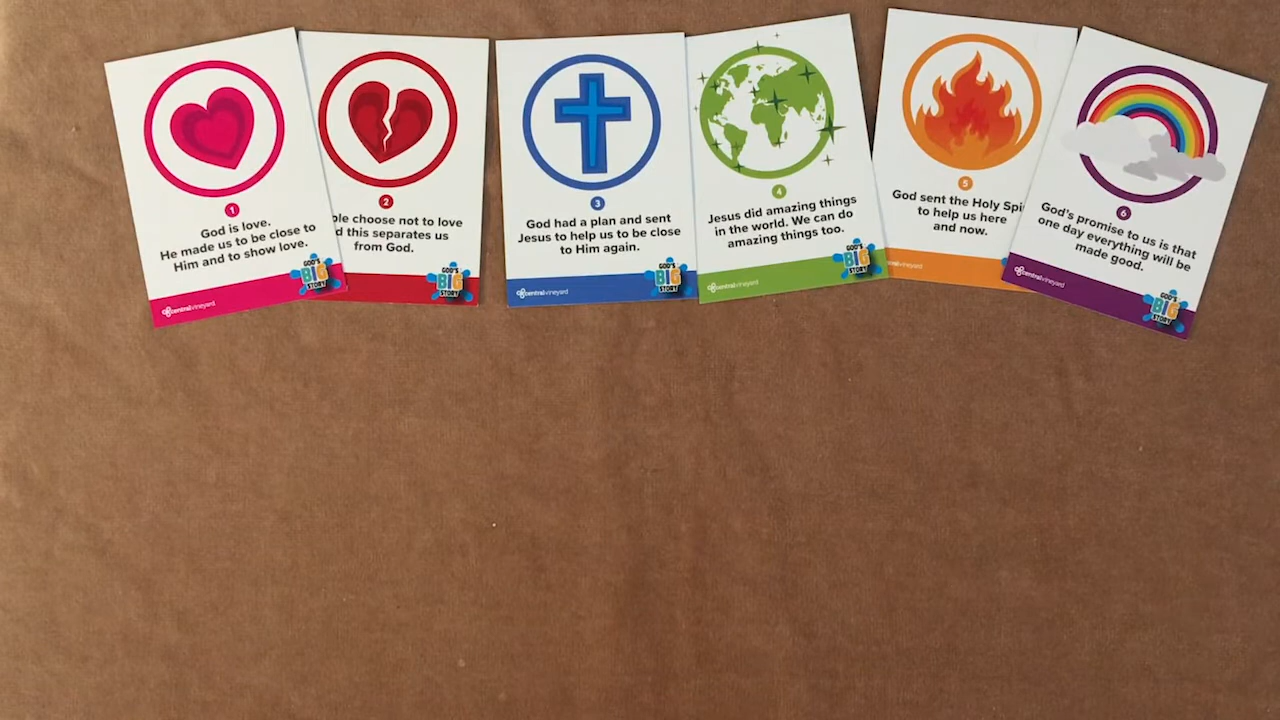 1
God is love.
He made us to be close to
Him and to show love.
GOD'S
BIG
STORY
centralvineyard
2
choose not to love
this separates us
from God.
GOD'S
BIG
STORY
3
God had a plan and sent
Jesus to help us to be close
to Him again.
GOD'S
BIG
STORY
centralvineyard
4
Jesus did amazing things
in the world. We can do
amazing things too.
GOD'S
BIG
STORY
centralvineyard
5
God sent the Holy
to help us here
and now.
centralvineyard
6
God's promise to us is that
one day everything will be
made good.
GOD'S
BIG
STORY
centralvineyard